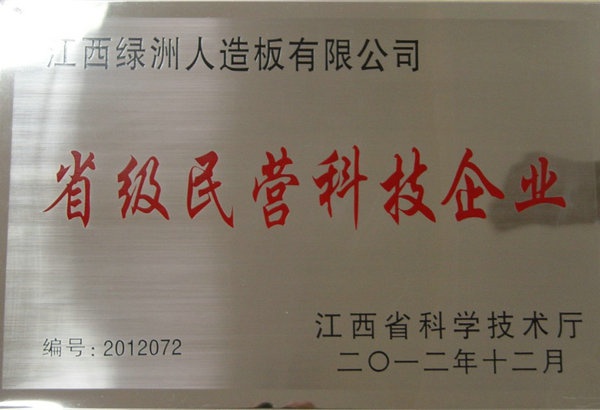 江西绿洲人造板有限公司
省级民营科技企业
江西省科学技术厅
编号:2012072
二〇一二年十二月